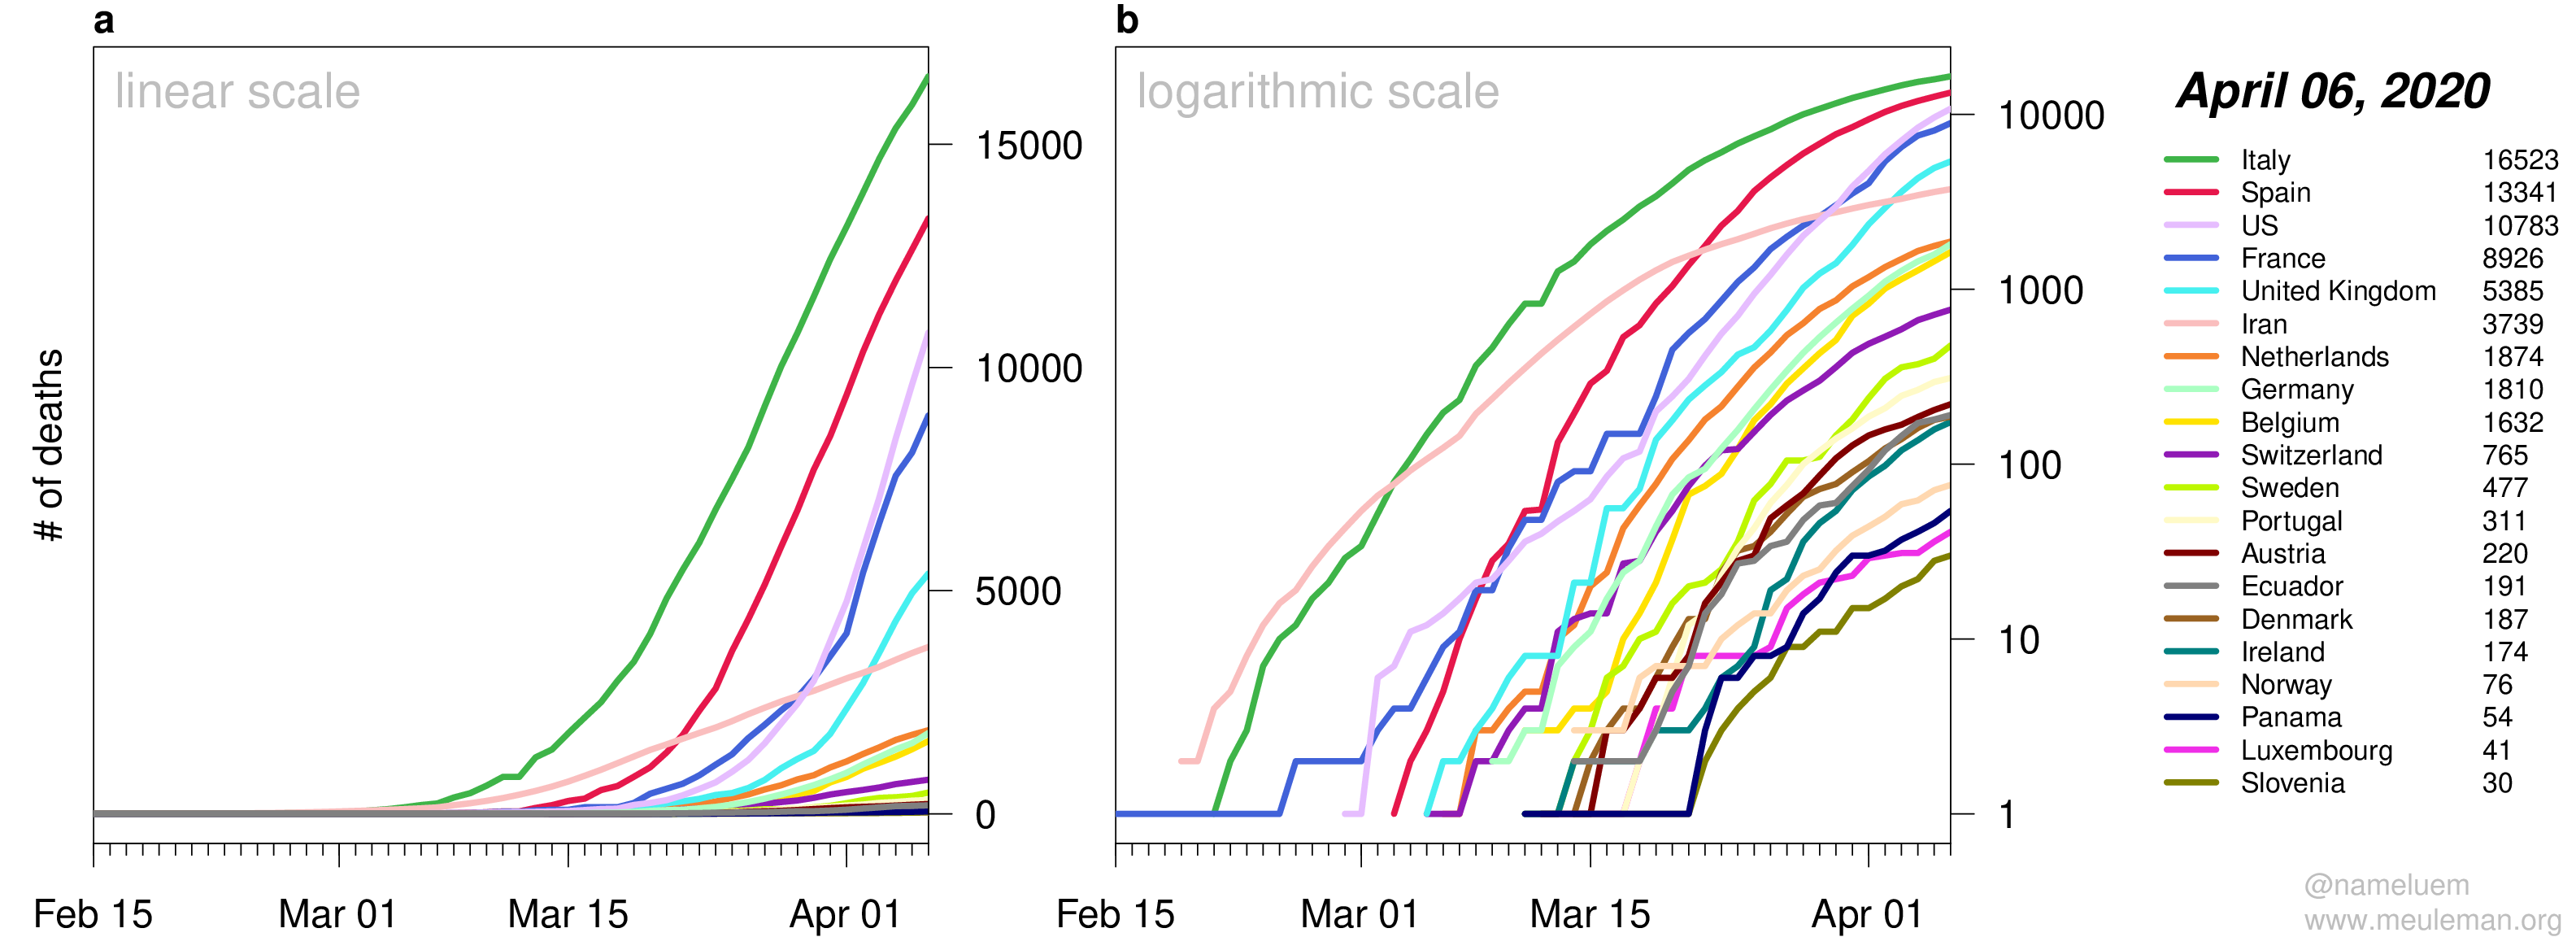 a
linear scale
# of deaths
15000
10000
5000
0
Feb 15 Mar 01 Mar 15 Apr 01
b
logarithmic scale
10000
1000
100
10
1
Feb 15 Mar 01 Mar 15 Apr 01
April 06, 2020
Italy 16523
Spain 13341
US 10783
France 8926
United Kingdom 5385
Iran 3739
Netherlands 1874
Germany 1810
Belgium 1632
Switzerland 765
Sweden 477
Portugal 311
Austria 220
Ecuador 191
Denmark 187
Ireland 174
Norway 76
Panama 54
Luxembourg 41
Slovenia 30
@nameluem
www.meuleman.org